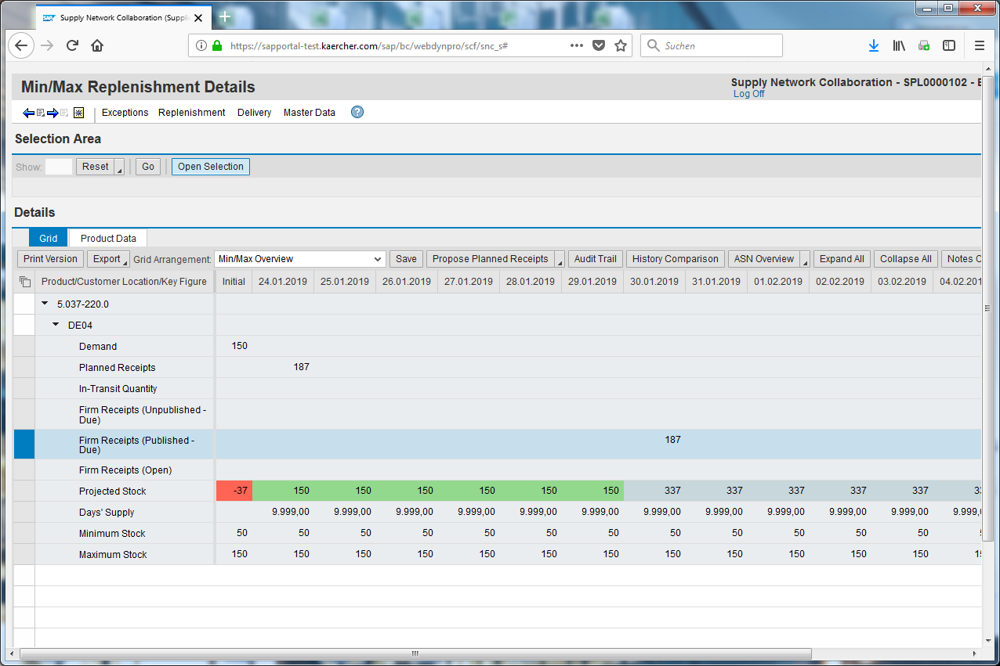 SAP Supply Network Collaboration (Suppl
https://sapportal-test.kaercher.com/sap/bc/webdynpro/scf/snc_s#
Suchen
Min/Max Replenishment Details
Supply Network Collaboration - SPL0000102 - E
Log Off
Exceptions Replenishment Delivery Master Data ?
Selection Area
Show: Reset Go Open Selection
Details
Grid Product Data
Print Version Export Grid Arrangement: Min/Max Overview Save Propose Planned Receipts Audit Trail History Comparison ASN Overview Expand All Collapse All Notes C
Product/Customer Location/Key Figure Initial 24.01.2019 25.01.2019 26.01.2019 27.01.2019 28.01.2019 29.01.2019 30.01.2019 31.01.2019 01.02.2019 02.02.2019 03.02.2019 04.02.201
5.037-220.0
DE04
Demand 150
Planned Receipts 187
In-Transit Quantity
Firm Receipts (Unpublished -
Due)
Firm Receipts (Published - 187
Due)
Firm Receipts (Open)
Projected Stock -37 150 150 150 150 150 150 337 337 337 337 337 33
Days' Supply 9.999,00 9.999,00 9.999,00 9.999,00 9.999,00 9.999,00 9.999,00 9.999,00 9.999,00 9.999,00 9.999,00 9.999,
Minimum Stock 50 50 50 50 50 50 50 50 50 50 50 50
Maximum Stock 150 150 150 150 150 150 150 150 150 150 150 150 15